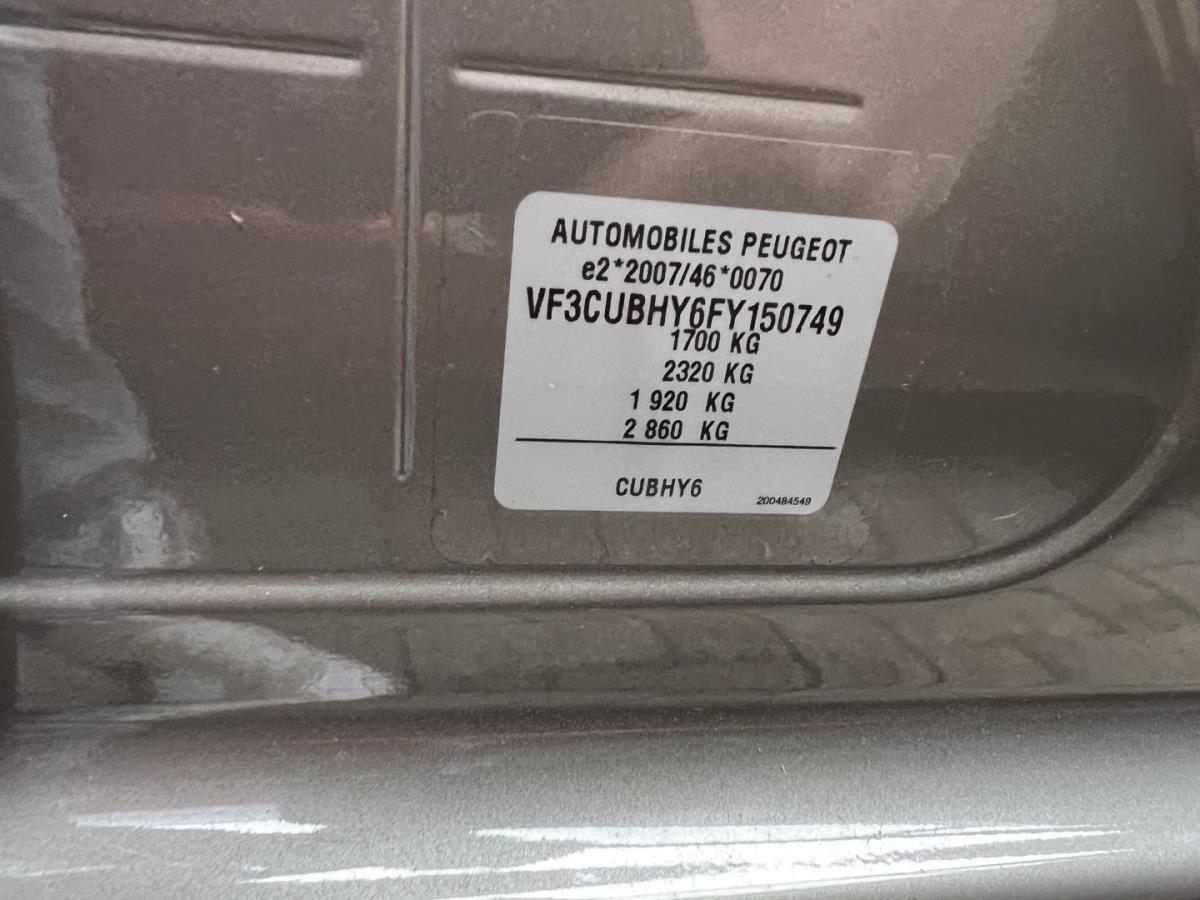 AUTOMOBILES PEUGEOT
e2*2007/46*0070
VF3CUBHY6FY150749
1700 KG
2320 KG
1 920 KG
2 860 KG
CUBHY6
200484549